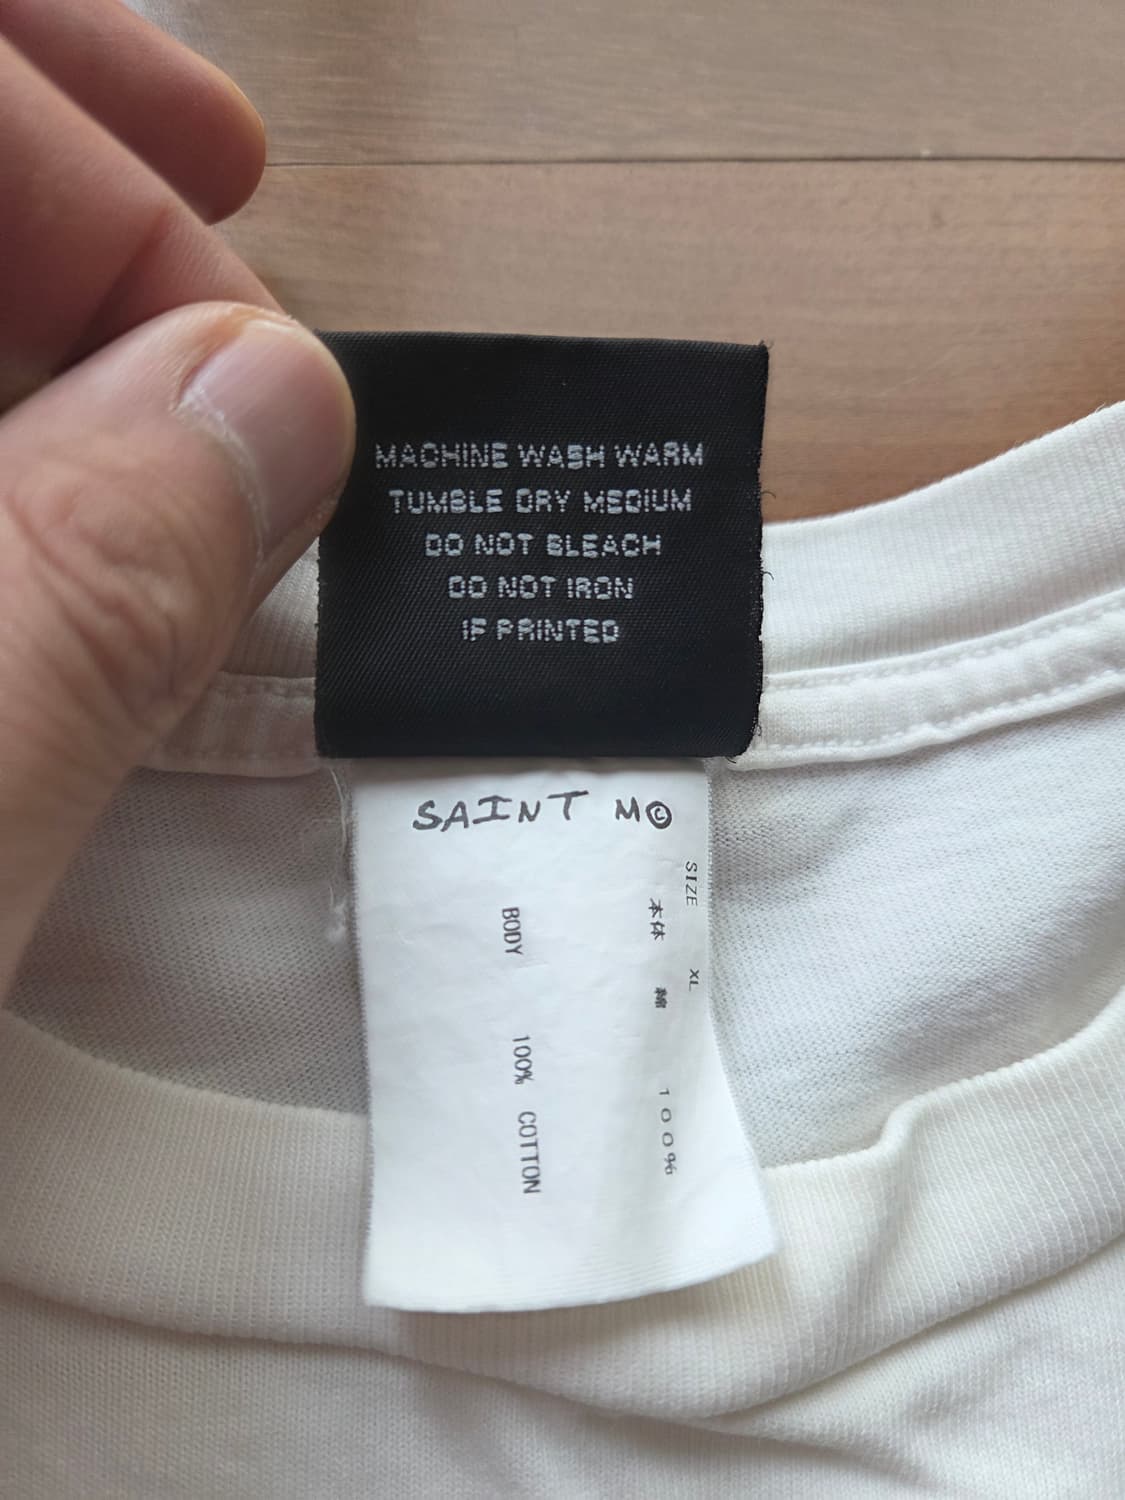 MACHINE WASH WARM
TUMBLE DRY MEDIUM
DO NOT BLEACH
DO NOT IRON
IF PRINTED
SAINT M©
SIZE XL
本体 綿 100%
BODY 100% COTTON